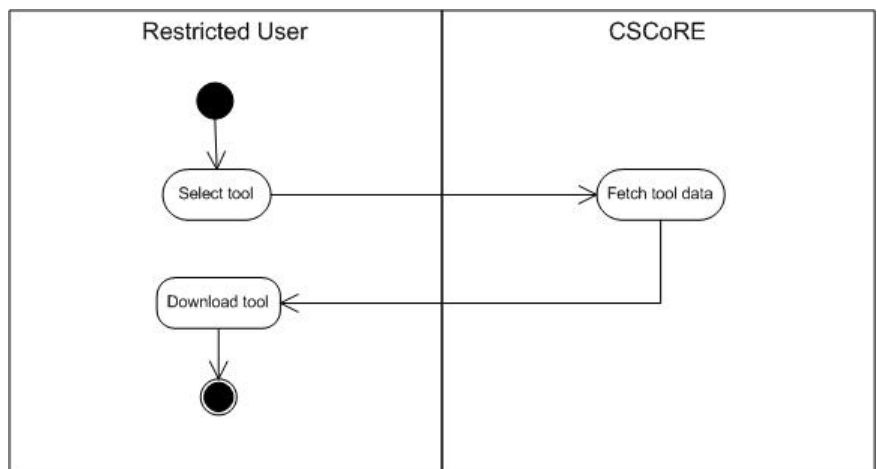 Restricted User
CSCoRE
Select tool
Fetch tool data
Download tool